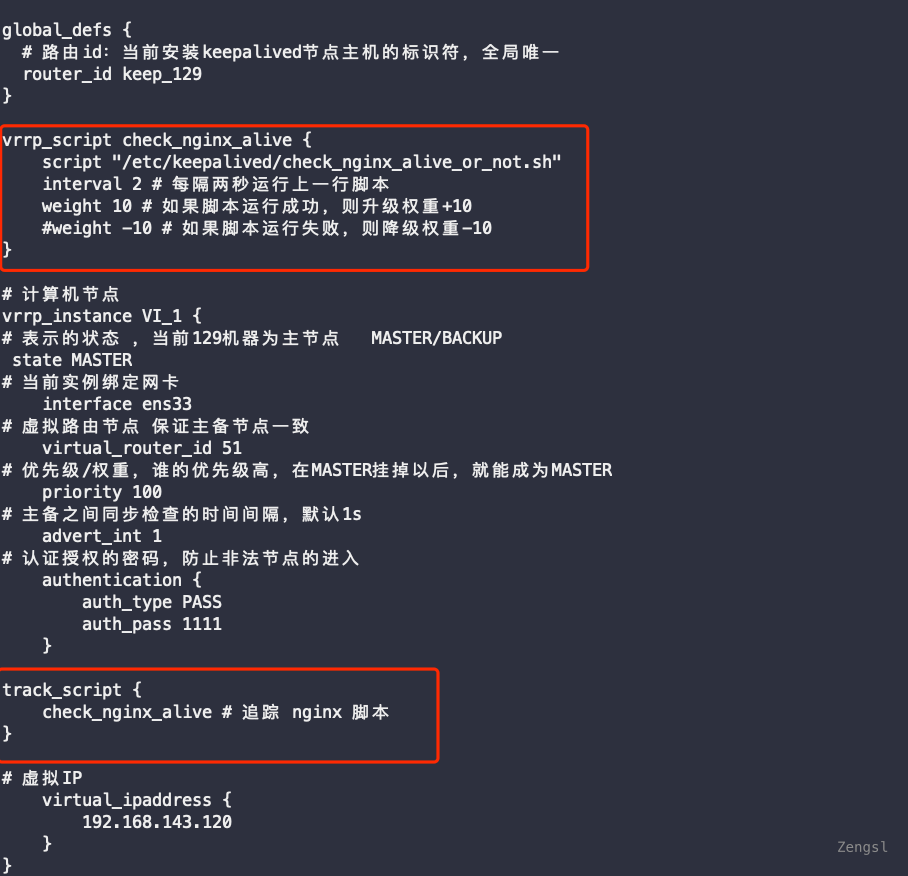 global_defs {
  # 路由id：当前安装keepalived节点主机的标识符，全局唯一
  router_id keep_129
}
vrrp_script check_nginx_alive {
    script "/etc/keepalived/check_nginx_alive_or_not.sh"
    interval 2 # 每隔两秒运行上一行脚本
    weight 10 # 如果脚本运行成功，则升级权重+10
    #weight -10 # 如果脚本运行失败，则降级权重-10
}
# 计算机节点
vrrp_instance VI_1 {
# 表示的状态 ，当前129机器为主节点   MASTER/BACKUP
 state MASTER
# 当前实例绑定网卡
    interface ens33
# 虚拟路由节点 保证主备节点一致
    virtual_router_id 51
# 优先级/权重，谁的优先级高，在MASTER挂掉以后，就能成为MASTER
    priority 100
# 主备之间同步检查的时间间隔，默认1s
    advert_int 1
# 认证授权的密码，防止非法节点的进入
    authentication {
        auth_type PASS
        auth_pass 1111
    }
track_script {
    check_nginx_alive # 追踪 nginx 脚本
}
# 虚拟IP
    virtual_ipaddress {
        192.168.143.120
    }
}
Zengsl